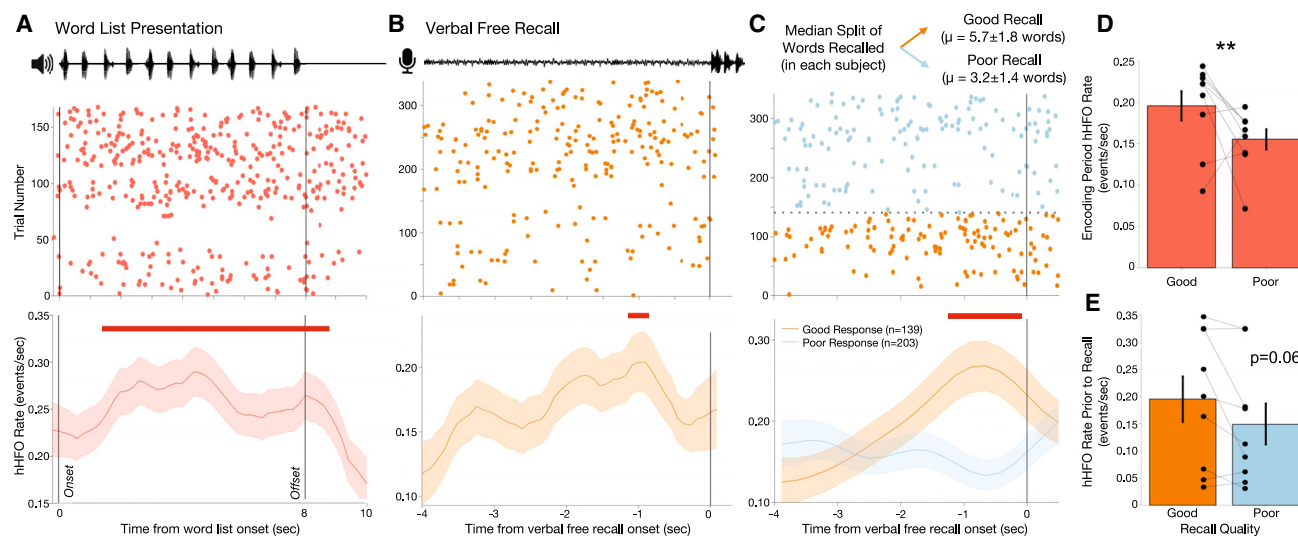 A Word List Presentation
Trial Number
150
100
50
0
hHFO Rate (events/sec)
0.35
0.30
0.25
0.20
0.15
Onset
Offset
0 8 10
Time from word list onset (sec)
B Verbal Free Recall
300
200
100
0
0.20
0.15
0.10
-4 -3 -2 -1 0
Time from verbal free recall onset (sec)
C
Median Split of
Words Recalled
(in each subject)
Good Recall
(μ = 5.7±1.8 words)
Poor Recall
(μ = 3.2±1.4 words)
300
200
150
100
50
0
Good Response (n=139)
Poor Response (n=203)
0.30
0.20
0.10
-4 -3 -2 -1 0
Time from verbal free recall onset (sec)
D
**
Encoding Period hHFO Rate
(events/sec)
0.25
0.20
0.15
0.10
0.05
0
Good Poor
E
p=0.06
hHFO Rate Prior to Recall
(events/sec)
0.35
0.30
0.25
0.20
0.15
0.10
0.05
0
Good Poor
Recall Quality